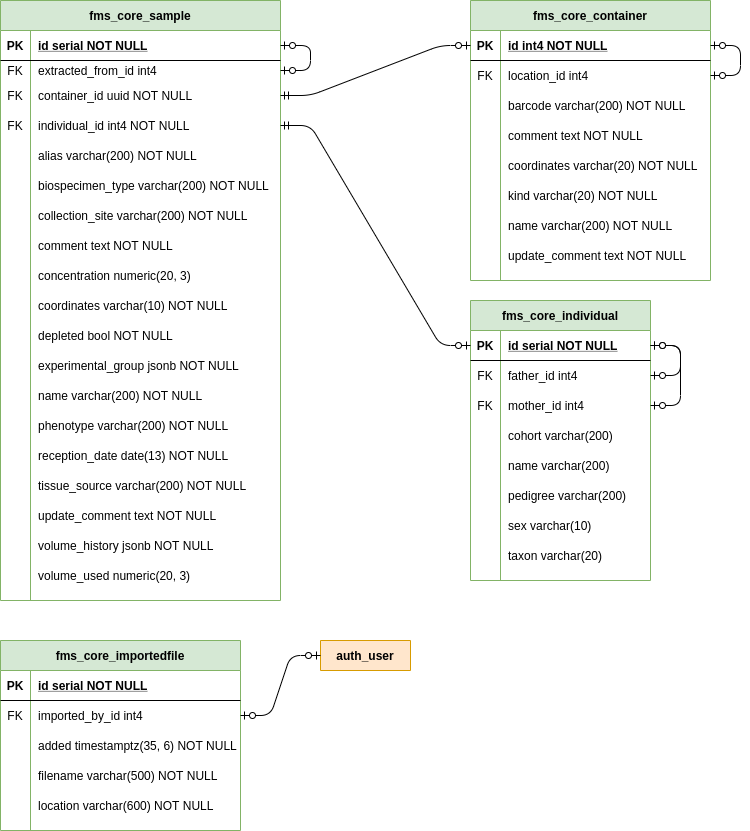 fms_core_sample
PK id serial NOT NULL
FK extracted_from_id int4
FK container_id uuid NOT NULL
FK individual_id int4 NOT NULL
alias varchar(200) NOT NULL
biospecimen_type varchar(200) NOT NULL
collection_site varchar(200) NOT NULL
comment text NOT NULL
concentration numeric(20, 3)
coordinates varchar(10) NOT NULL
depleted bool NOT NULL
experimental_group jsonb NOT NULL
name varchar(200) NOT NULL
phenotype varchar(200) NOT NULL
reception_date date(13) NOT NULL
tissue_source varchar(200) NOT NULL
update_comment text NOT NULL
volume_history jsonb NOT NULL
volume_used numeric(20, 3)
fms_core_container
PK id int4 NOT NULL
FK location_id int4
barcode varchar(200) NOT NULL
comment text NOT NULL
coordinates varchar(20) NOT NULL
kind varchar(20) NOT NULL
name varchar(200) NOT NULL
update_comment text NOT NULL
fms_core_individual
PK id serial NOT NULL
FK father_id int4
FK mother_id int4
cohort varchar(200)
name varchar(200)
pedigree varchar(200)
sex varchar(10)
taxon varchar(20)
fms_core_importedfile
PK id serial NOT NULL
FK imported_by_id int4
added timestamptz(35, 6) NOT NULL
filename varchar(500) NOT NULL
location varchar(600) NOT NULL
auth_user